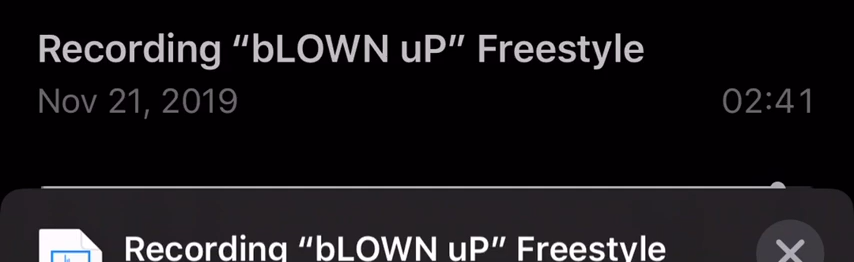 Recording “bLOWN uP” Freestyle
Nov 21, 2019 02:41
Recording “bLOWN uP” Freestyle